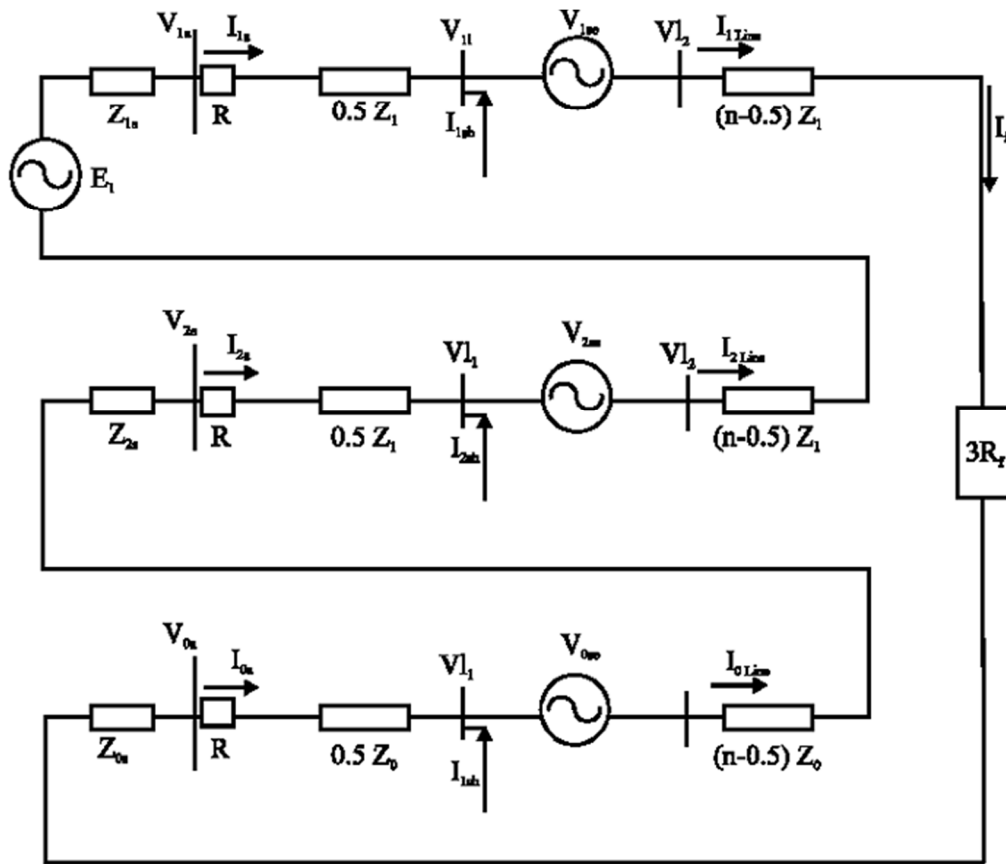 V1s I1s V1l V1se Vl2 I1 Line
Z1s R 0.5 Z1 I1sh (n-0.5) Z1
E1
V2s I2s Vl1 V2se Vl2 I2 Line
Z2s R 0.5 Z1 I2sh (n-0.5) Z1
V0s I0s Vl1 V0se I0 Line
Z0s R 0.5 Z0 I1sh (n-0.5) Z0